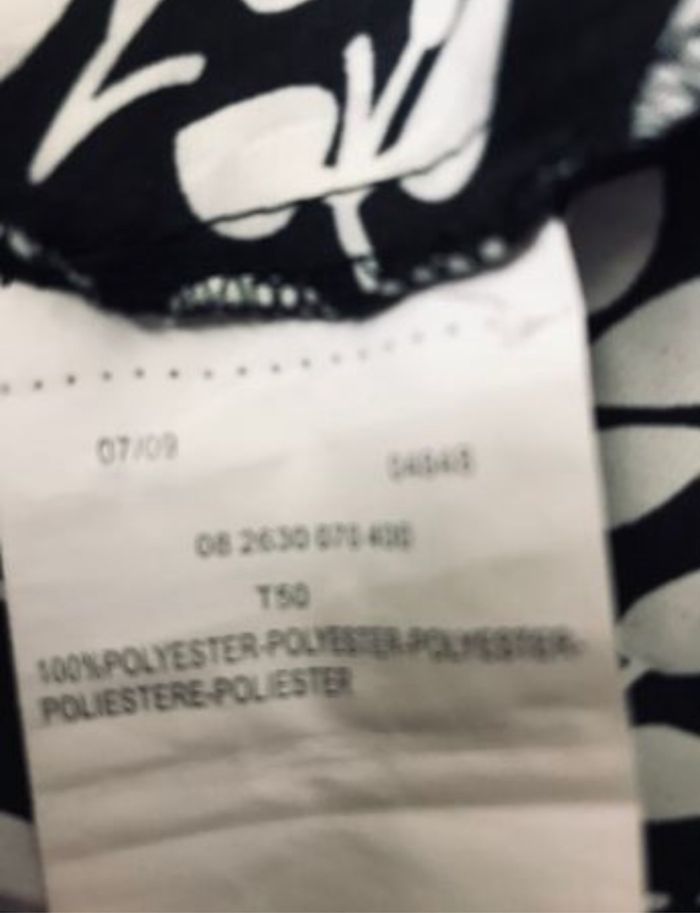 07/09
08 2630 070 400
T50
100%POLYESTER-POLYESTER-POLYESTER-
POLIESTERE-POLIESTER